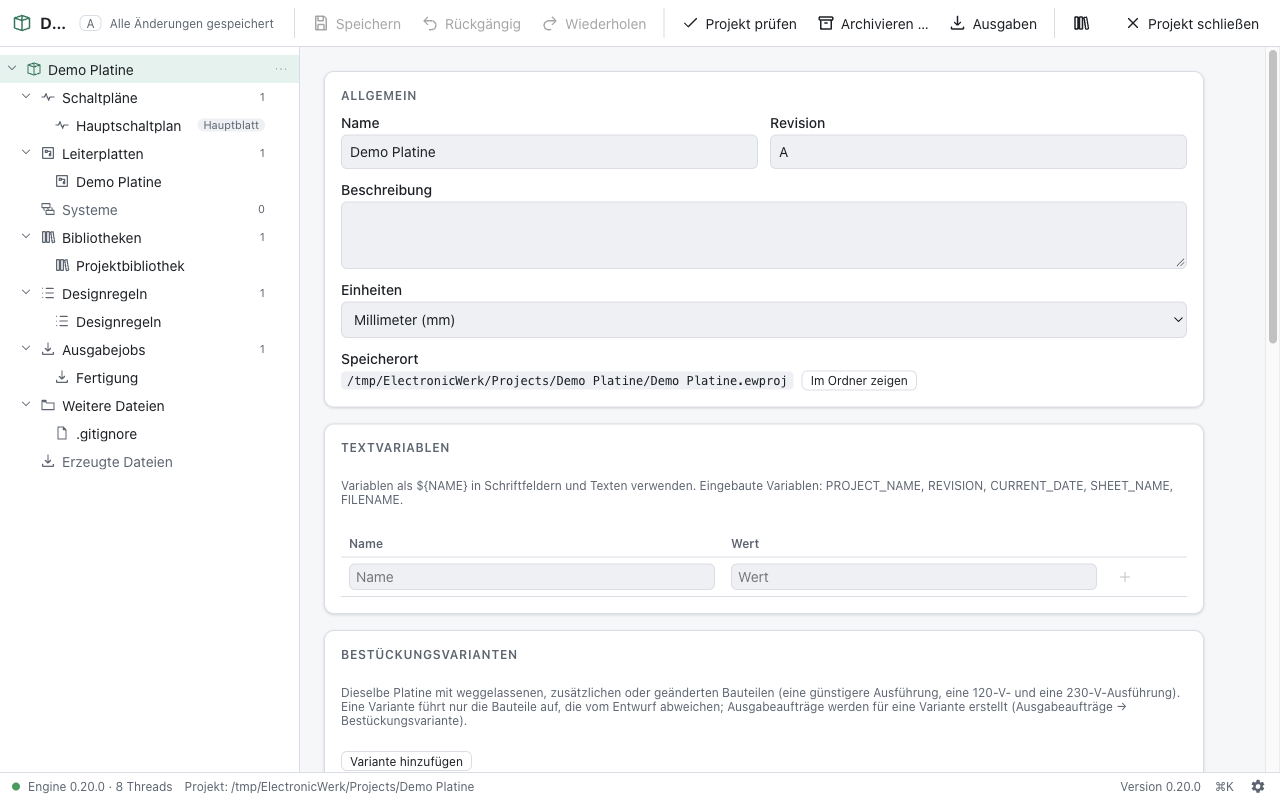 D... A Alle Änderungen gespeichert Speichern Rückgängig Wiederholen Projekt prüfen Archivieren ... Ausgaben Projekt schließen
Demo Platine ...
Schaltpläne 1
Hauptschaltplan Hauptblatt
Leiterplatten 1
Demo Platine
Systeme 0
Bibliotheken 1
Projektbibliothek
Designregeln 1
Designregeln
Ausgabejobs 1
Fertigung
Weitere Dateien
.gitignore
Erzeugte Dateien
ALLGEMEIN
Name Revision
Demo Platine A
Beschreibung
Einheiten
Millimeter (mm)
Speicherort
/tmp/ElectronicWerk/Projects/Demo Platine/Demo Platine.ewproj Im Ordner zeigen
TEXTVARIABLEN
Variablen als ${NAME} in Schriftfeldern und Texten verwenden. Eingebaute Variablen: PROJECT_NAME, REVISION, CURRENT_DATE, SHEET_NAME,
FILENAME.
Name Wert
Name Wert +
BESTÜCKUNGSVARIANTEN
Dieselbe Platine mit weggelassenen, zusätzlichen oder geänderten Bauteilen (eine günstigere Ausführung, eine 120-V- und eine 230-V-Ausführung).
Eine Variante führt nur die Bauteile auf, die vom Entwurf abweichen; Ausgabeaufträge werden für eine Variante erstellt (Ausgabeaufträge →
Bestückungsvariante).
Variante hinzufügen
Engine 0.20.0 · 8 Threads Projekt: /tmp/ElectronicWerk/Projects/Demo Platine Version 0.20.0 ⌘K